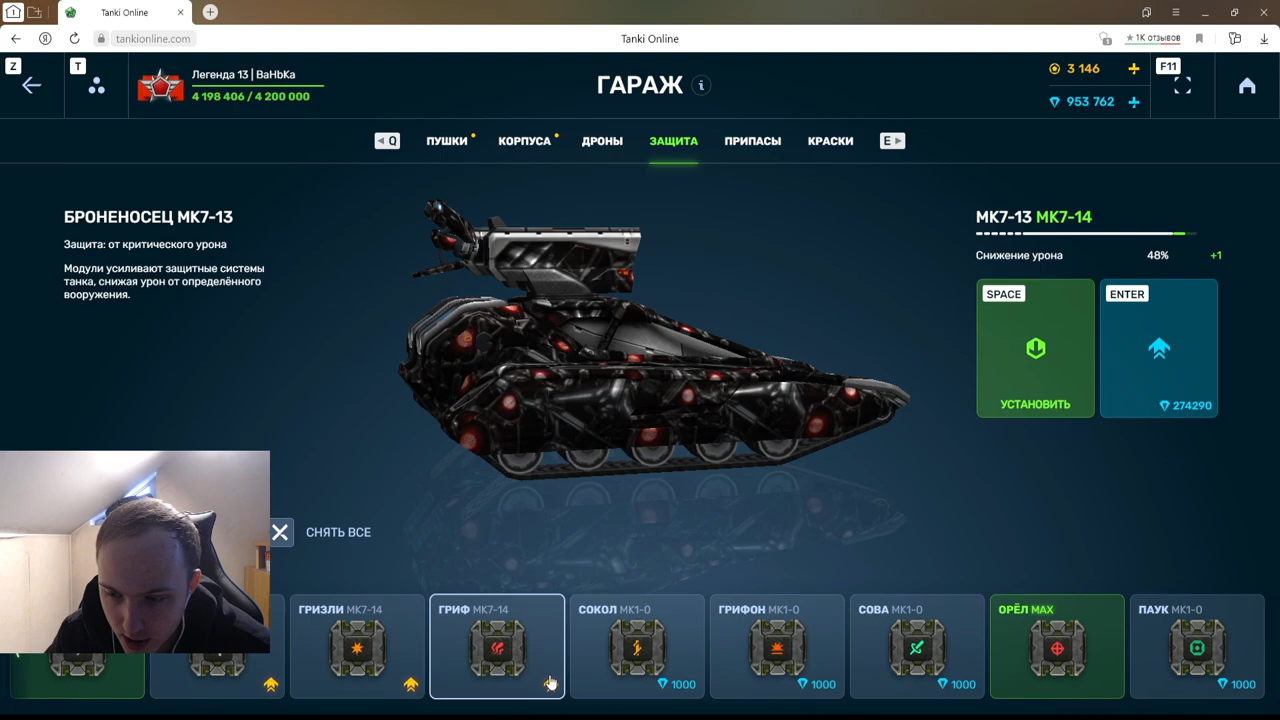 Tanki Online
tankionline.com
Tanki Online
1К отзывов
Z
T
Легенда 13 | BaHbKa
4 198 406 / 4 200 000
ГАРАЖ
i
3 146
953 762
F11
Q
ПУШКИ
КОРПУСА
ДРОНЫ
ЗАЩИТА
ПРИПАСЫ
КРАСКИ
E
БРОНЕНОСЕЦ МК7-13
Защита: от критического урона
Модули усиливают защитные системы
танка, снижая урон от определённого
вооружения.
МК7-13 МК7-14
Снижение урона 48% +1
SPACE
УСТАНОВИТЬ
ENTER
274290
СНЯТЬ ВСЕ
ГРИЗЛИ МК7-14
ГРИФ МК7-14
СОКОЛ МК1-0
1000
ГРИФОН МК1-0
1000
СОВА МК1-0
1000
ОРЁЛ MAX
ПАУК МК1-0
1000